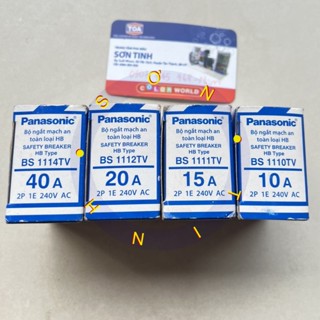 TOA
SƠN TINH
COLOR WORLD
S O N T I N H
Panasonic
Bộ ngắt mạch an
toàn loại HB
SAFETY BREAKER
HB Type
BS 1114TV
40 A
2P 1E 240V AC
Panasonic
Bộ ngắt mạch an
toàn loại HB
SAFETY BREAKER
HB Type
BS 1112TV
20 A
2P 1E 240V AC
Panasonic
Bộ ngắt mạch an
toàn loại HB
SAFETY BREAKER
HB Type
BS 1111TV
15 A
2P 1E 240V AC
Panasonic
Bộ ngắt mạch an
toàn loại HB
SAFETY BREAKER
HB Type
BS 1110TV
10 A
2P 1E 240V AC